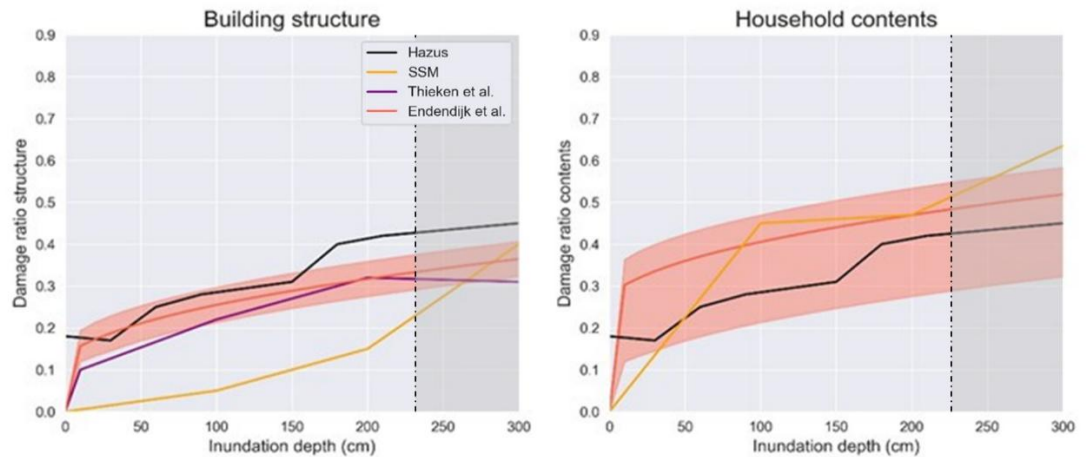 Building structure
Damage ratio structure
0.9
0.8
0.7
0.6
0.5
0.4
0.3
0.2
0.1
0.0
Hazus
SSM
Thieken et al.
Endendijk et al.
0 50 100 150 200 250 300
Inundation depth (cm)
Household contents
Damage ratio contents
0.9
0.8
0.7
0.6
0.5
0.4
0.3
0.2
0.1
0.0
0 50 100 150 200 250 300
Inundation depth (cm)